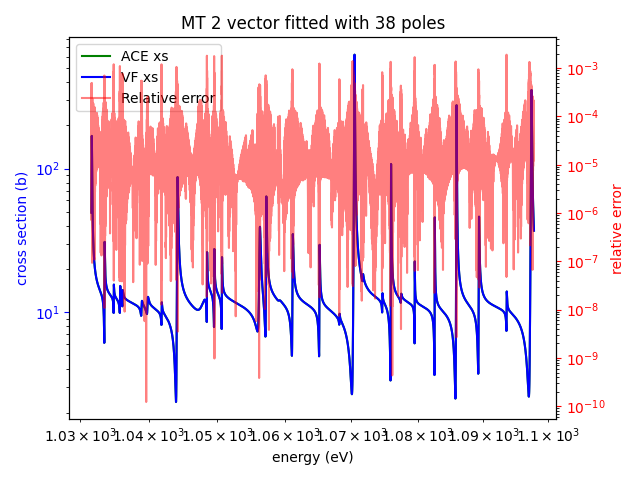 MT 2 vector fitted with 38 poles
ACE xs
VF xs
Relative error
cross section (b)
10²
10¹
relative error
10⁻³
10⁻⁴
10⁻⁵
10⁻⁶
10⁻⁷
10⁻⁸
10⁻⁹
10⁻¹⁰
1.03 × 10³ 1.04 × 10³ 1.05 × 10³ 1.06 × 10³ 1.07 × 10³ 1.08 × 10³ 1.09 × 10³ 1.1 × 10³
energy (eV)